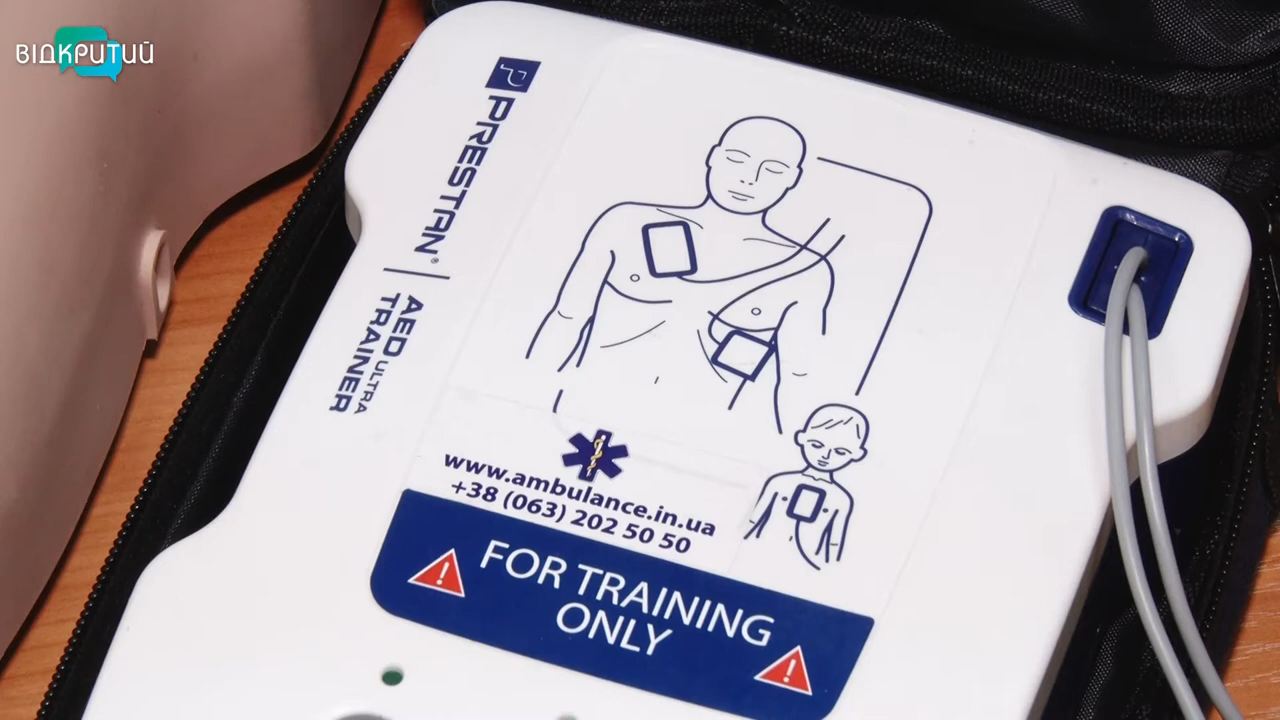 ВІДКРИТИЙ
PRESTAN®
AED ULTRA
TRAINER
www.ambulance.in.ua
+38 (063) 202 50 50
FOR TRAINING
ONLY